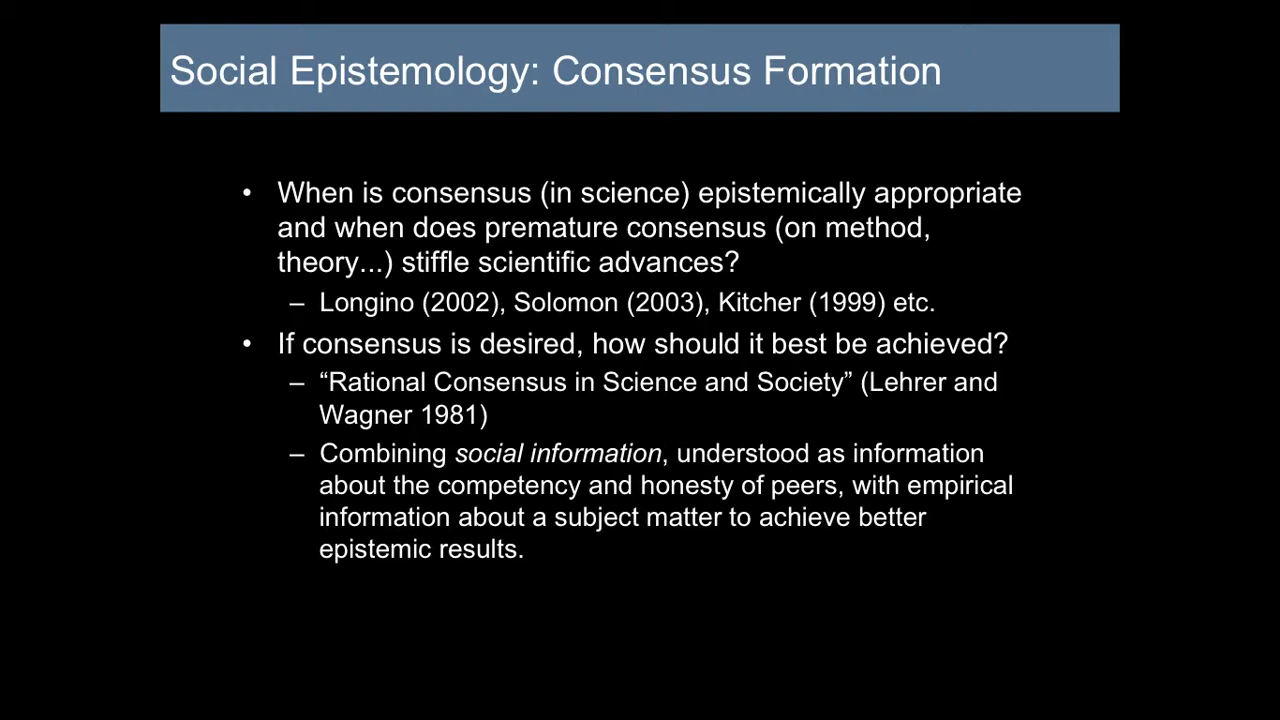 Social Epistemology: Consensus Formation
• When is consensus (in science) epistemically appropriate
and when does premature consensus (on method,
theory...) stiffle scientific advances?
– Longino (2002), Solomon (2003), Kitcher (1999) etc.
• If consensus is desired, how should it best be achieved?
– “Rational Consensus in Science and Society” (Lehrer and
Wagner 1981)
– Combining social information, understood as information
about the competency and honesty of peers, with empirical
information about a subject matter to achieve better
epistemic results.